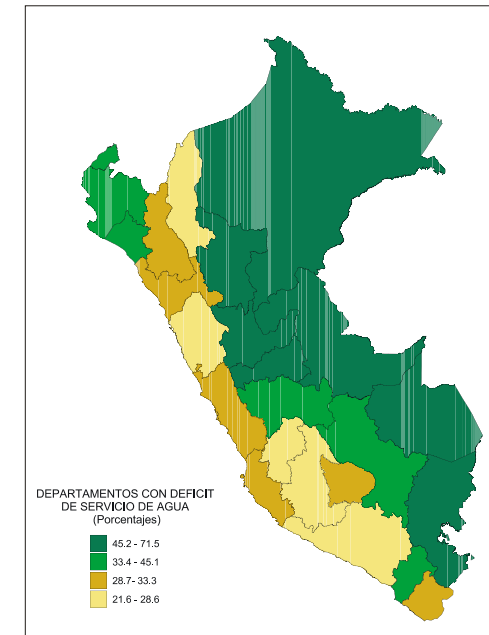 DEPARTAMENTOS CON DEFICIT
DE SERVICIO DE AGUA
(Porcentajes)
45.2 - 71.5
33.4 - 45.1
28.7- 33.3
21.6 - 28.6